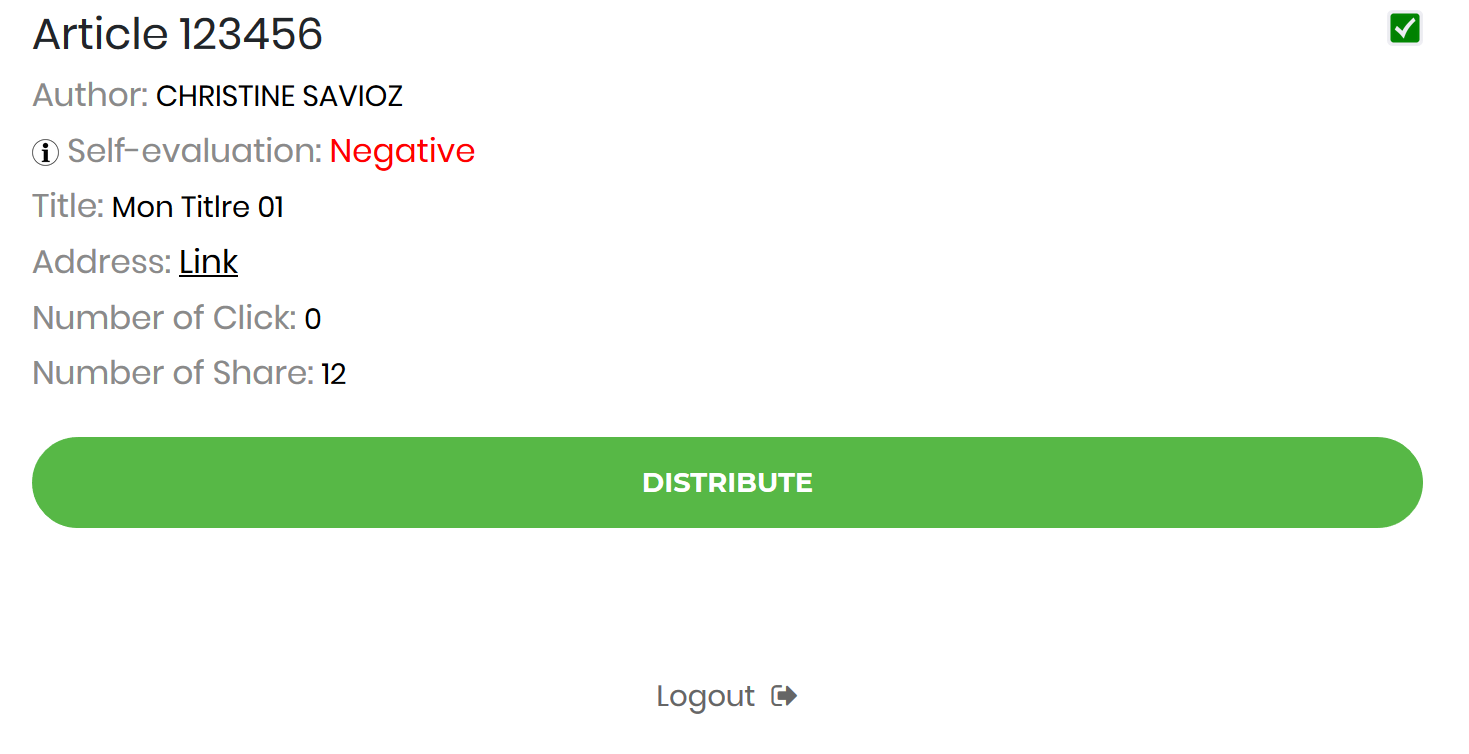 Article 123456
Author: CHRISTINE SAVIOZ
Self-evaluation: Negative
Title: Mon Titlre 01
Address: Link
Number of Click: 0
Number of Share: 12
DISTRIBUTE
Logout